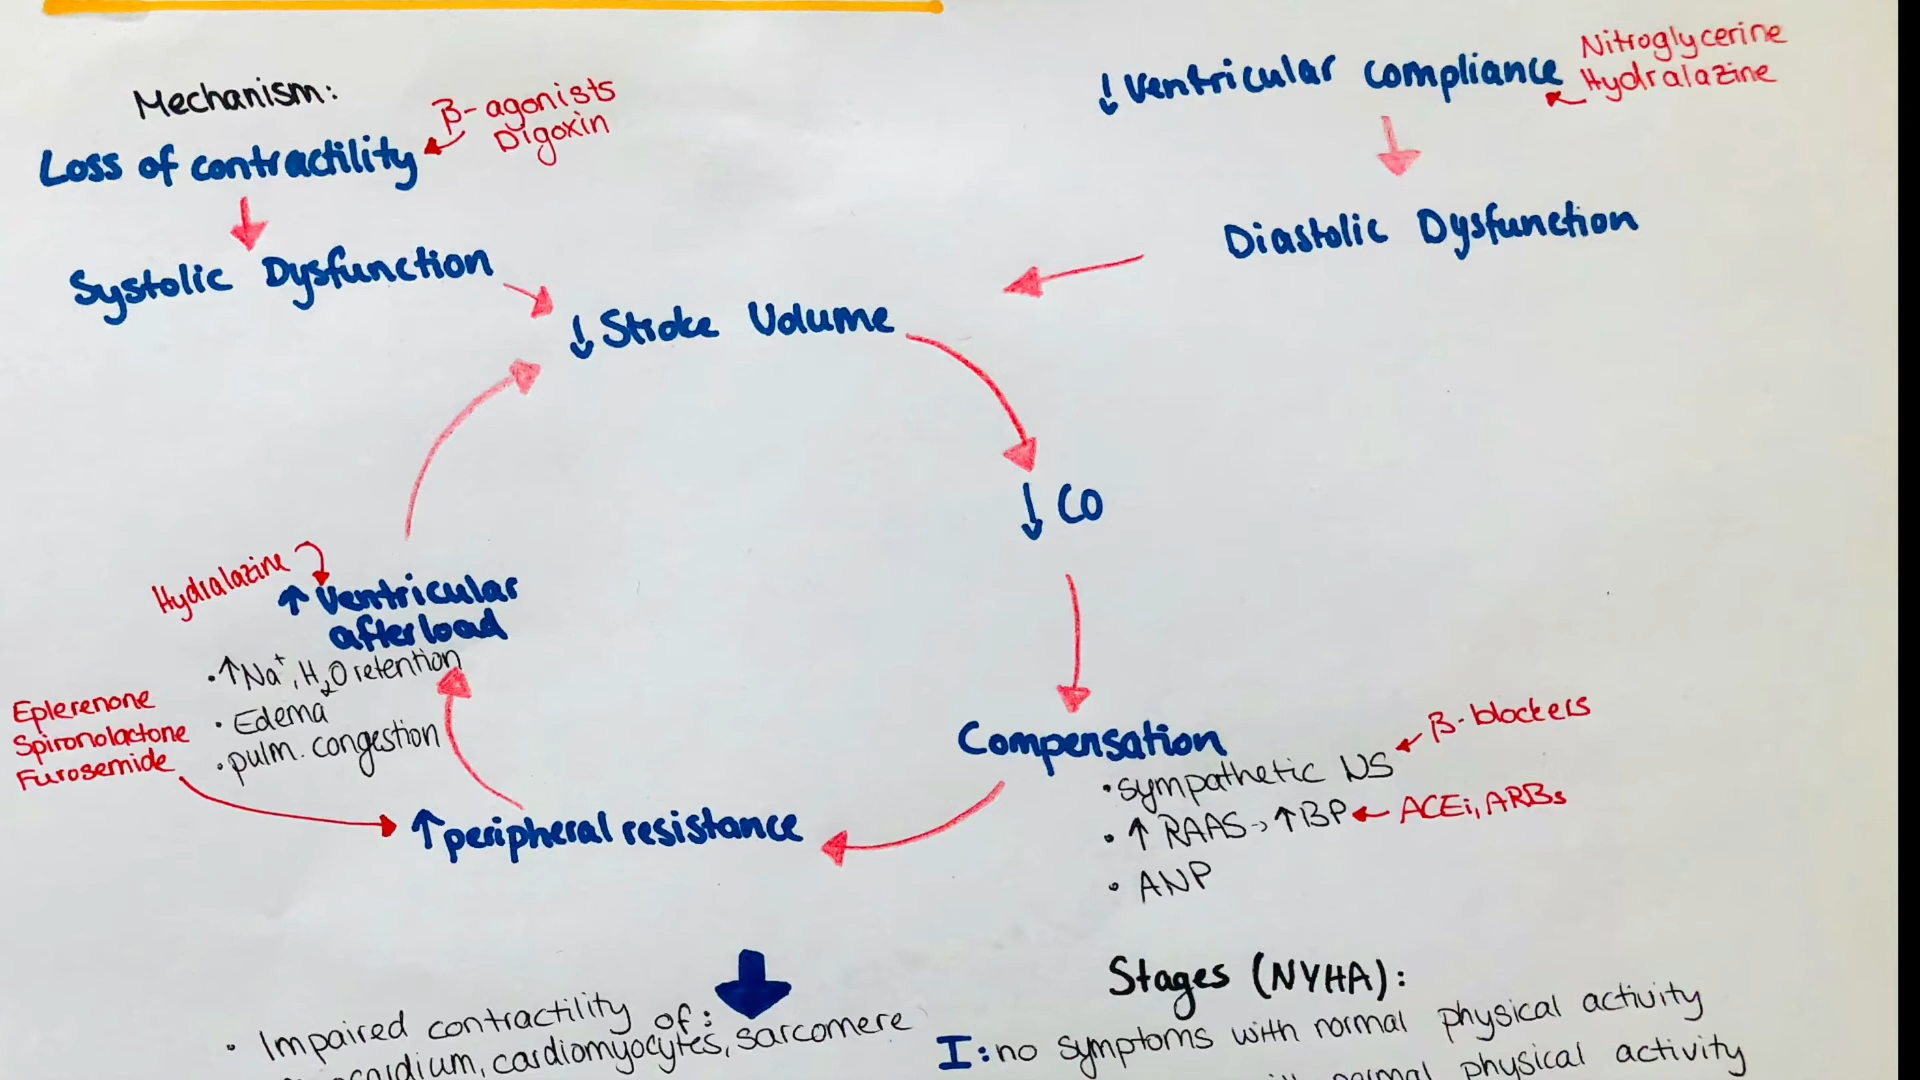 Mechanism:
β-agonists
Digoxin
Loss of contractility
Systolic Dysfunction
↓ Ventricular compliance
Nitroglycerine
Hydralazine
Diastolic Dysfunction
↓ Stroke Volume
↓ CO
Compensation
• sympathetic NS
β-blockers
• ↑ RAAS → ↑BP
ACEi, ARBs
• ANP
↑ peripheral resistance
Hydralazine
↑ Ventricular
afterload
• ↑Na⁺, H₂O retention
• Edema
• pulm. congestion
Eplerenone
Spironolactone
Furosemide
• Impaired contractility of:
cardiomyocytes, sarcomere
Stages (NYHA):
I: no symptoms with normal physical activity
normal physical activity